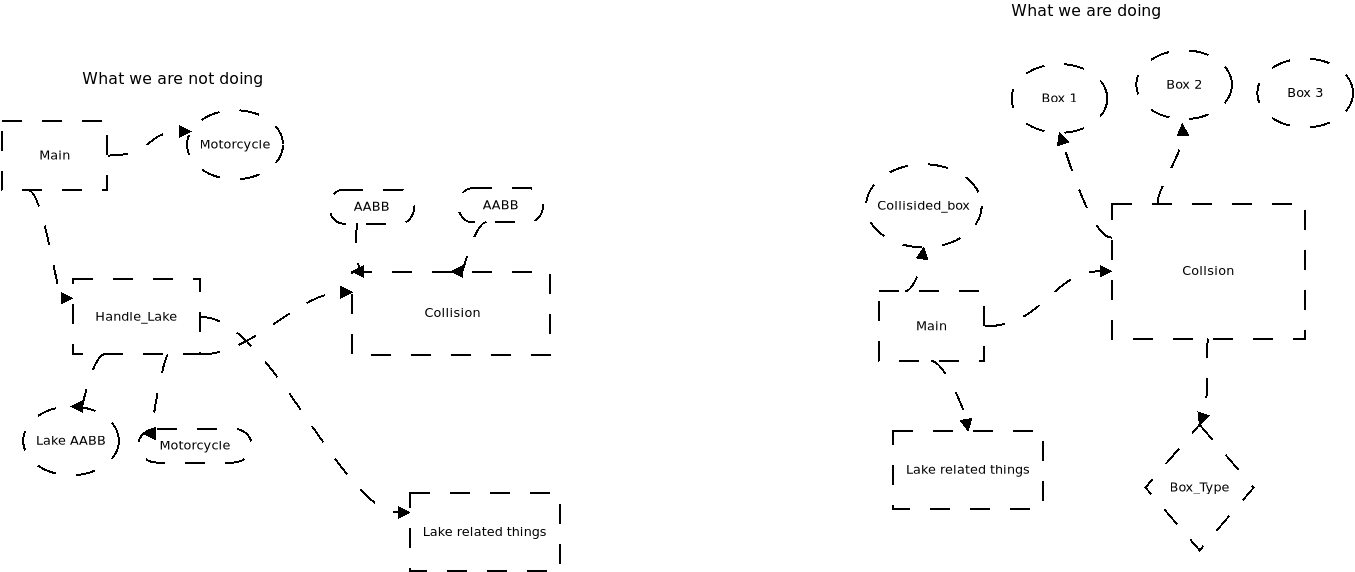 What we are not doing
Main
Motorcycle
AABB
AABB
Handle_Lake
Collision
Lake AABB
Motorcycle
Lake related things
What we are doing
Box 1
Box 2
Box 3
Collisided_box
Collsion
Main
Lake related things
Box_Type